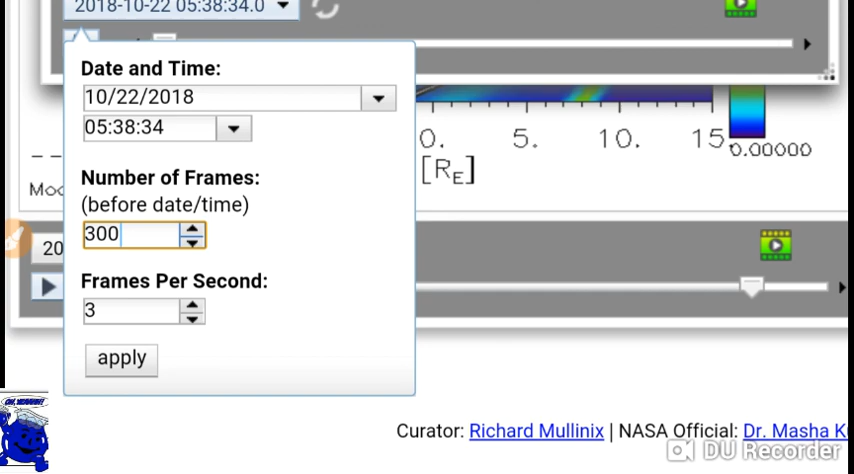 2018-10-22 05:38:34.0
Date and Time:
10/22/2018
05:38:34
Number of Frames:
(before date/time)
300
Frames Per Second:
3
apply
0. 5. 10. 15.
0.00000
[RE]
20
Curator: Richard Mullinix | NASA Official: Dr. Masha
DU Recorder